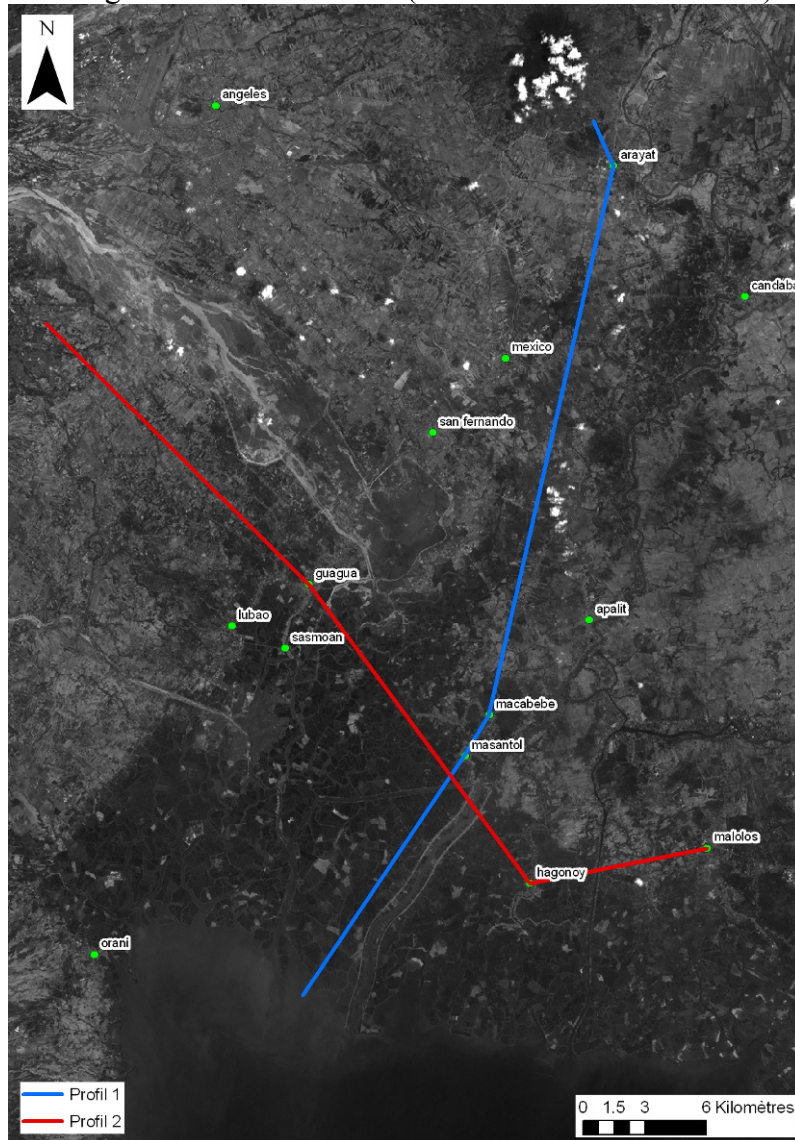 N
angeles
arayat
candaba
mexico
san fernando
guagua
lubao
sasmoan
apalit
macabebe
masantol
malolos
hagonoy
orani
Profil 1
Profil 2
0 1.5 3 6 Kilomètres